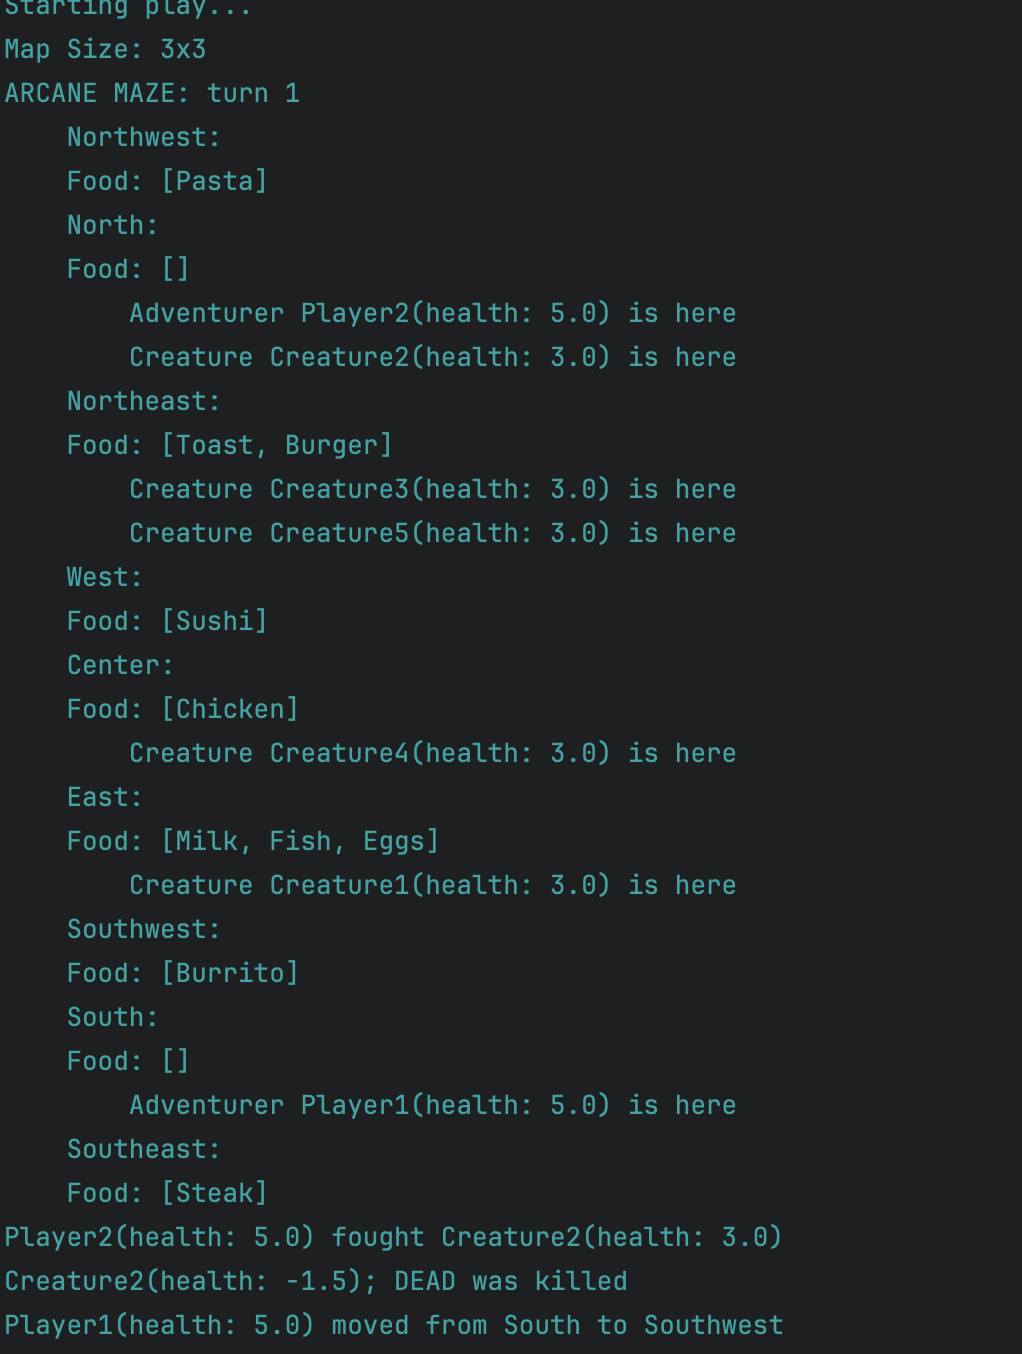 Starting play...
Map Size: 3x3
ARCANE MAZE: turn 1
    Northwest:
    Food: [Pasta]
    North:
    Food: []
        Adventurer Player2(health: 5.0) is here
        Creature Creature2(health: 3.0) is here
    Northeast:
    Food: [Toast, Burger]
        Creature Creature3(health: 3.0) is here
        Creature Creature5(health: 3.0) is here
    West:
    Food: [Sushi]
    Center:
    Food: [Chicken]
        Creature Creature4(health: 3.0) is here
    East:
    Food: [Milk, Fish, Eggs]
        Creature Creature1(health: 3.0) is here
    Southwest:
    Food: [Burrito]
    South:
    Food: []
        Adventurer Player1(health: 5.0) is here
    Southeast:
    Food: [Steak]
Player2(health: 5.0) fought Creature2(health: 3.0)
Creature2(health: -1.5); DEAD was killed
Player1(health: 5.0) moved from South to Southwest